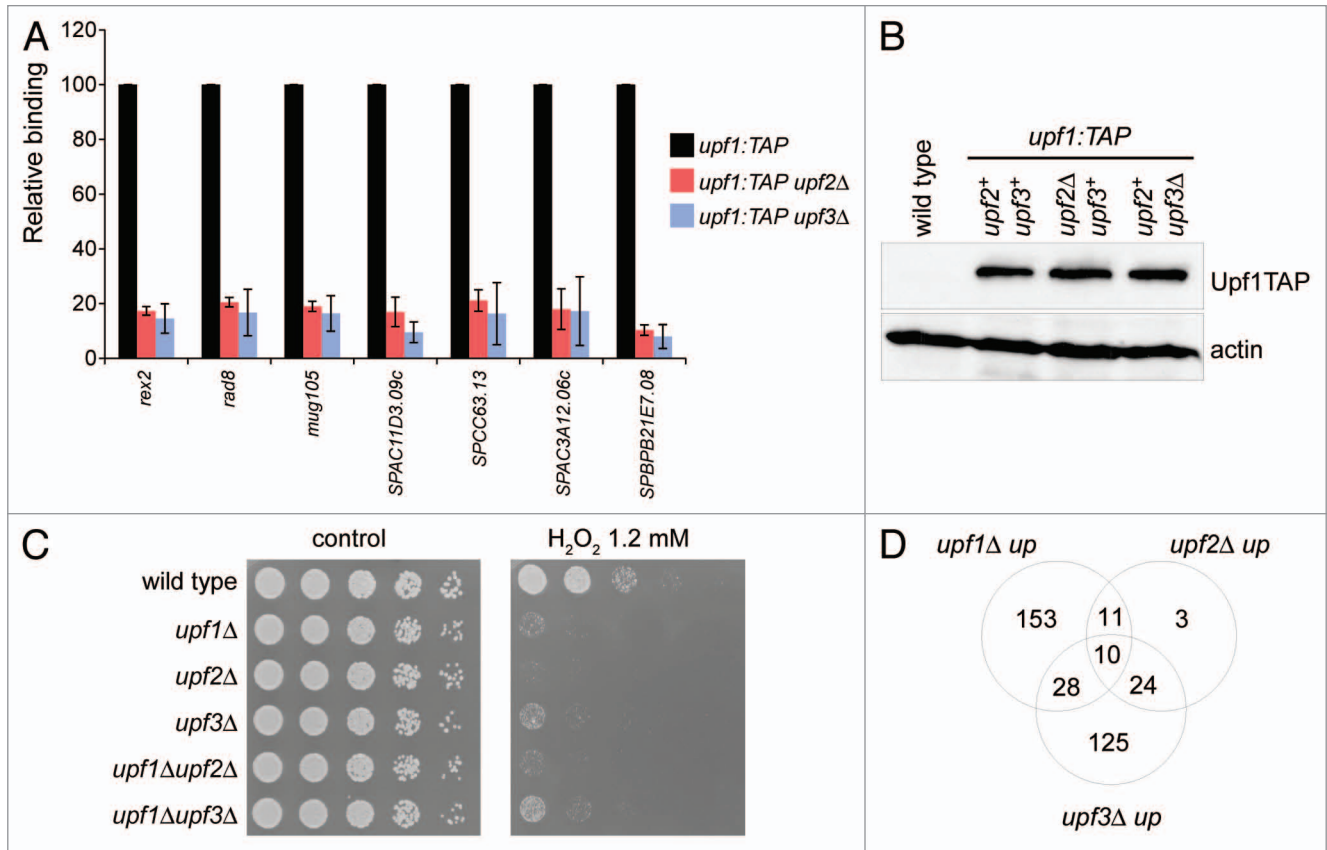 A
Relative binding
120
100
80
60
40
20
0
rex2
rad8
mug105
SPAC11D3.09c
SPCC63.13
SPAC3A12.06c
SPBPB21E7.08
upf1:TAP
upf1:TAP upf2Δ
upf1:TAP upf3Δ
B
upf1:TAP
wild type
upf2+
upf3+
upf2Δ
upf3+
upf2+
upf3Δ
Upf1TAP
actin
C
control
H₂O₂ 1.2 mM
wild type
upf1Δ
upf2Δ
upf3Δ
upf1Δupf2Δ
upf1Δupf3Δ
D
upf1Δ up
upf2Δ up
153
11
3
10
28
24
125
upf3Δ up